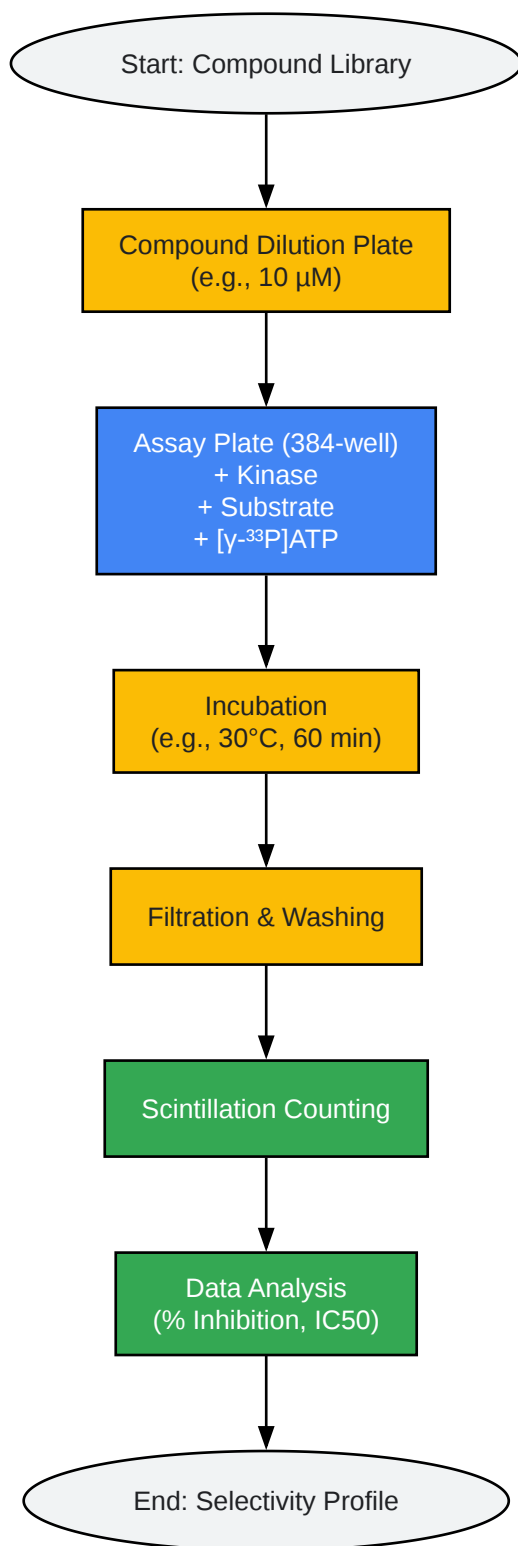 Start: Compound Library
Compound Dilution Plate
(e.g., 10 µM)
Assay Plate (384-well)
+ Kinase
+ Substrate
+ [γ-³³P]ATP
Incubation
(e.g., 30°C, 60 min)
Filtration & Washing
Scintillation Counting
Data Analysis
(% Inhibition, IC50)
End: Selectivity Profile